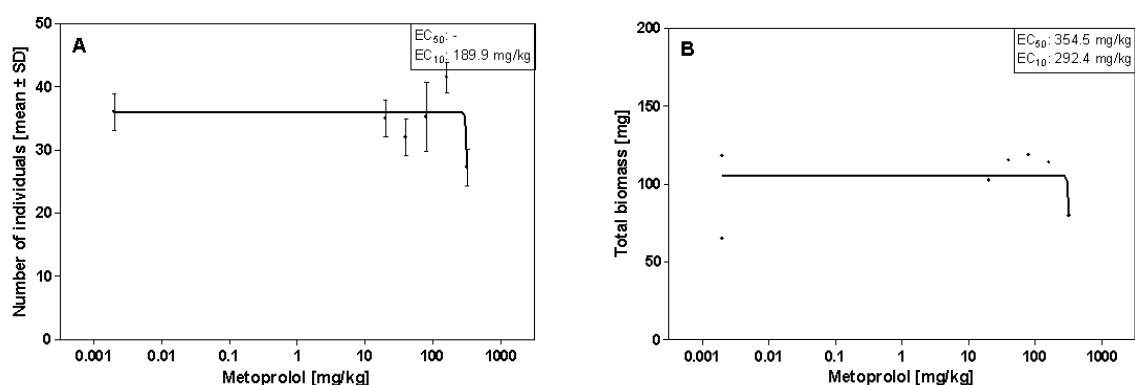 A
EC50: -
EC10: 189.9 mg/kg
Number of individuals [mean ± SD]
50
40
30
20
10
0
0.001 0.01 0.1 1 10 100 1000
Metoprolol [mg/kg]
B
EC50: 354.5 mg/kg
EC10: 292.4 mg/kg
Total biomass [mg]
200
150
100
50
0
0.001 0.01 0.1 1 10 100 1000
Metoprolol [mg/kg]